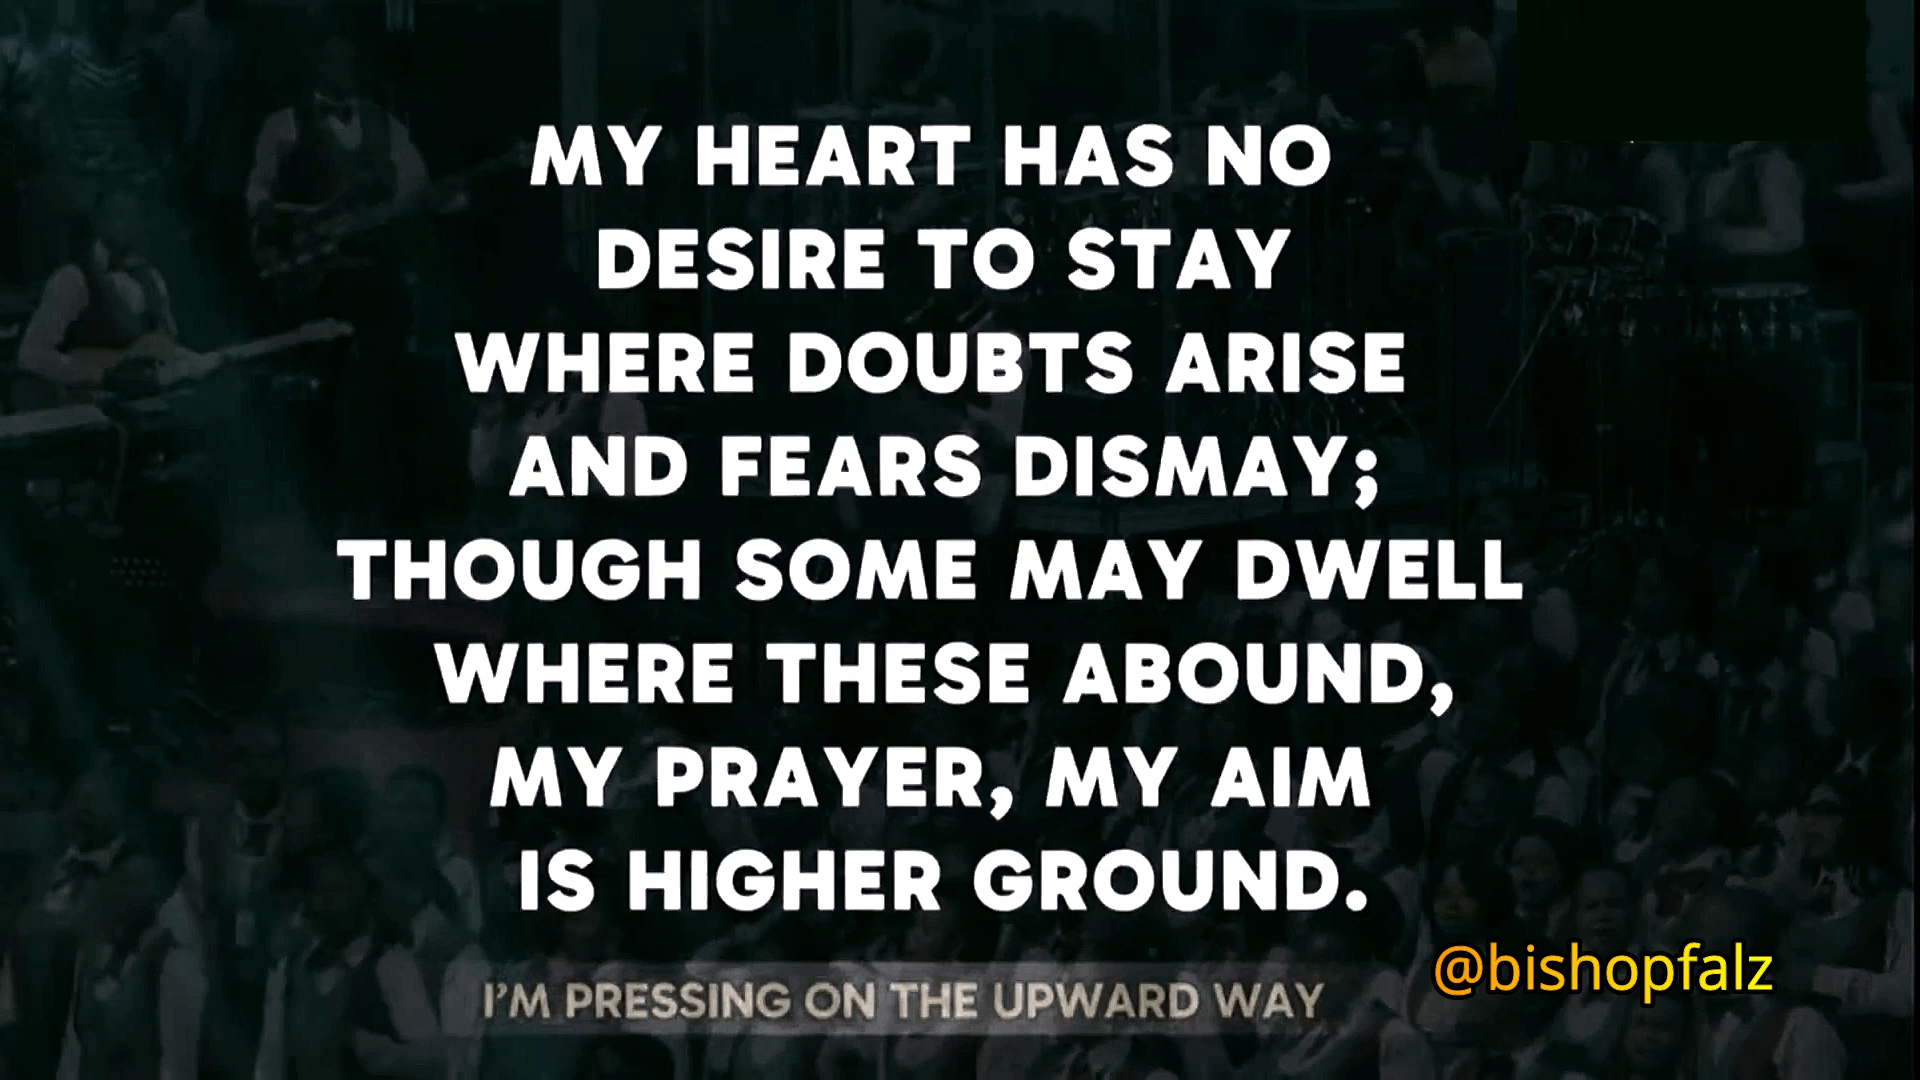 MY HEART HAS NO
DESIRE TO STAY
WHERE DOUBTS ARISE
AND FEARS DISMAY;
THOUGH SOME MAY DWELL
WHERE THESE ABOUND,
MY PRAYER, MY AIM
IS HIGHER GROUND.
I'M PRESSING ON THE UPWARD WAY
@bishopfalz